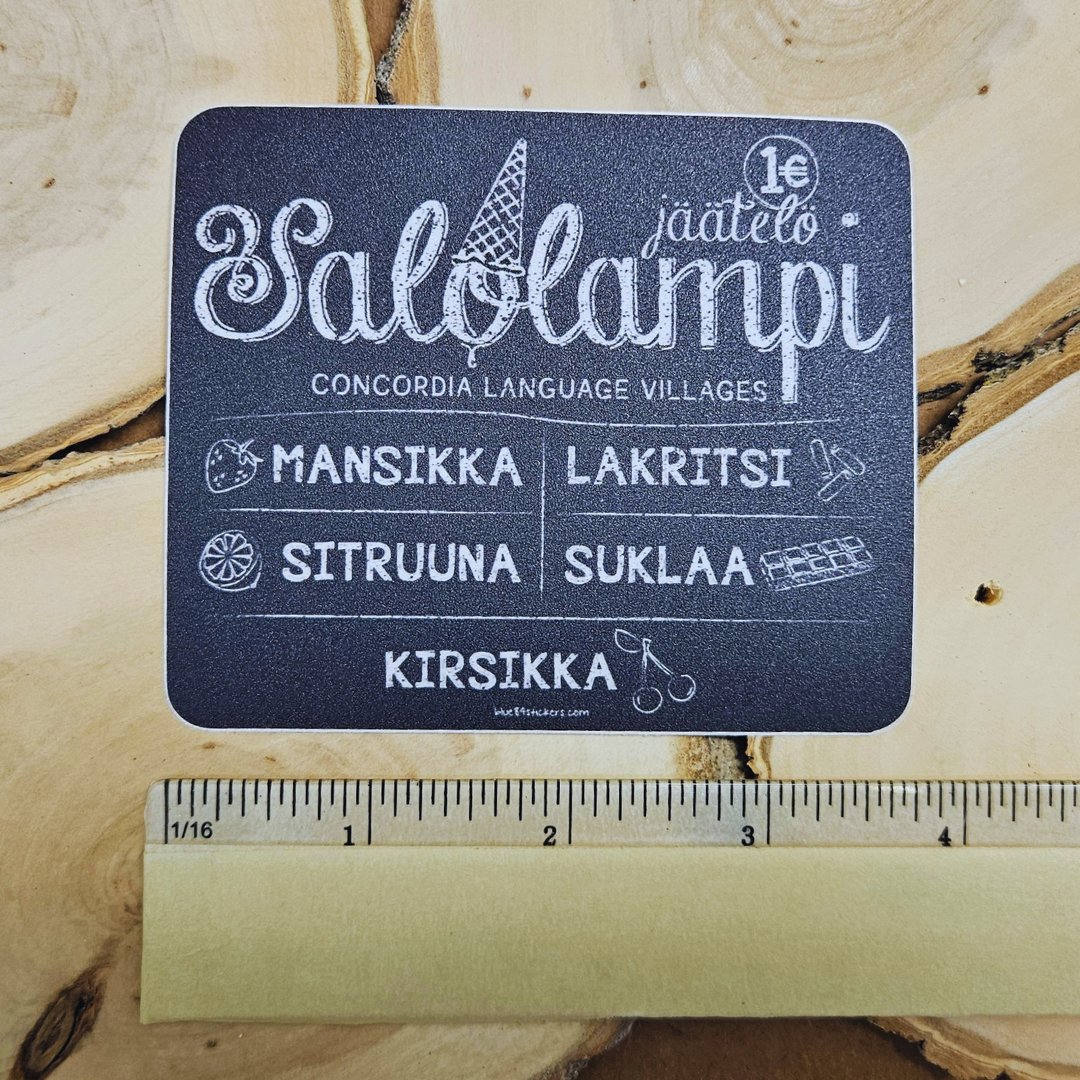 1€
jäätelö
Salolampi
CONCORDIA LANGUAGE VILLAGES
MANSIKKA LAKRITSI
SITRUUNA SUKLAA
KIRSIKKA
blue84stickers.com
1/16 1 2 3 4